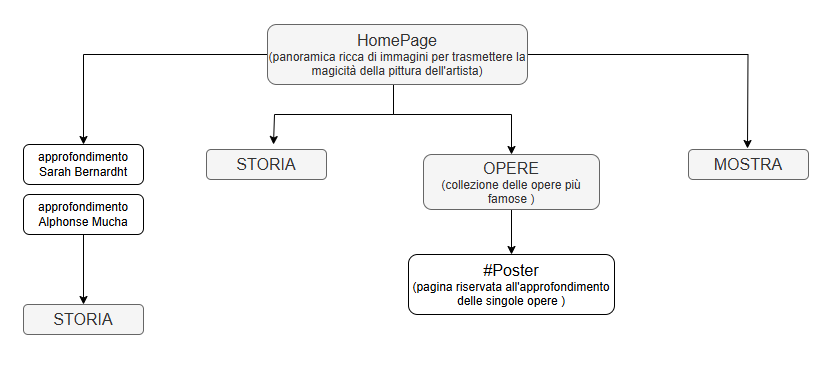 HomePage
(panoramica ricca di immagini per trasmettere la
magicità della pittura dell'artista)
approfondimento
Sarah Bernardht
approfondimento
Alphonse Mucha
STORIA
STORIA
OPERE
(collezione delle opere più
famose )
#Poster
(pagina riservata all'approfondimento
delle singole opere )
MOSTRA